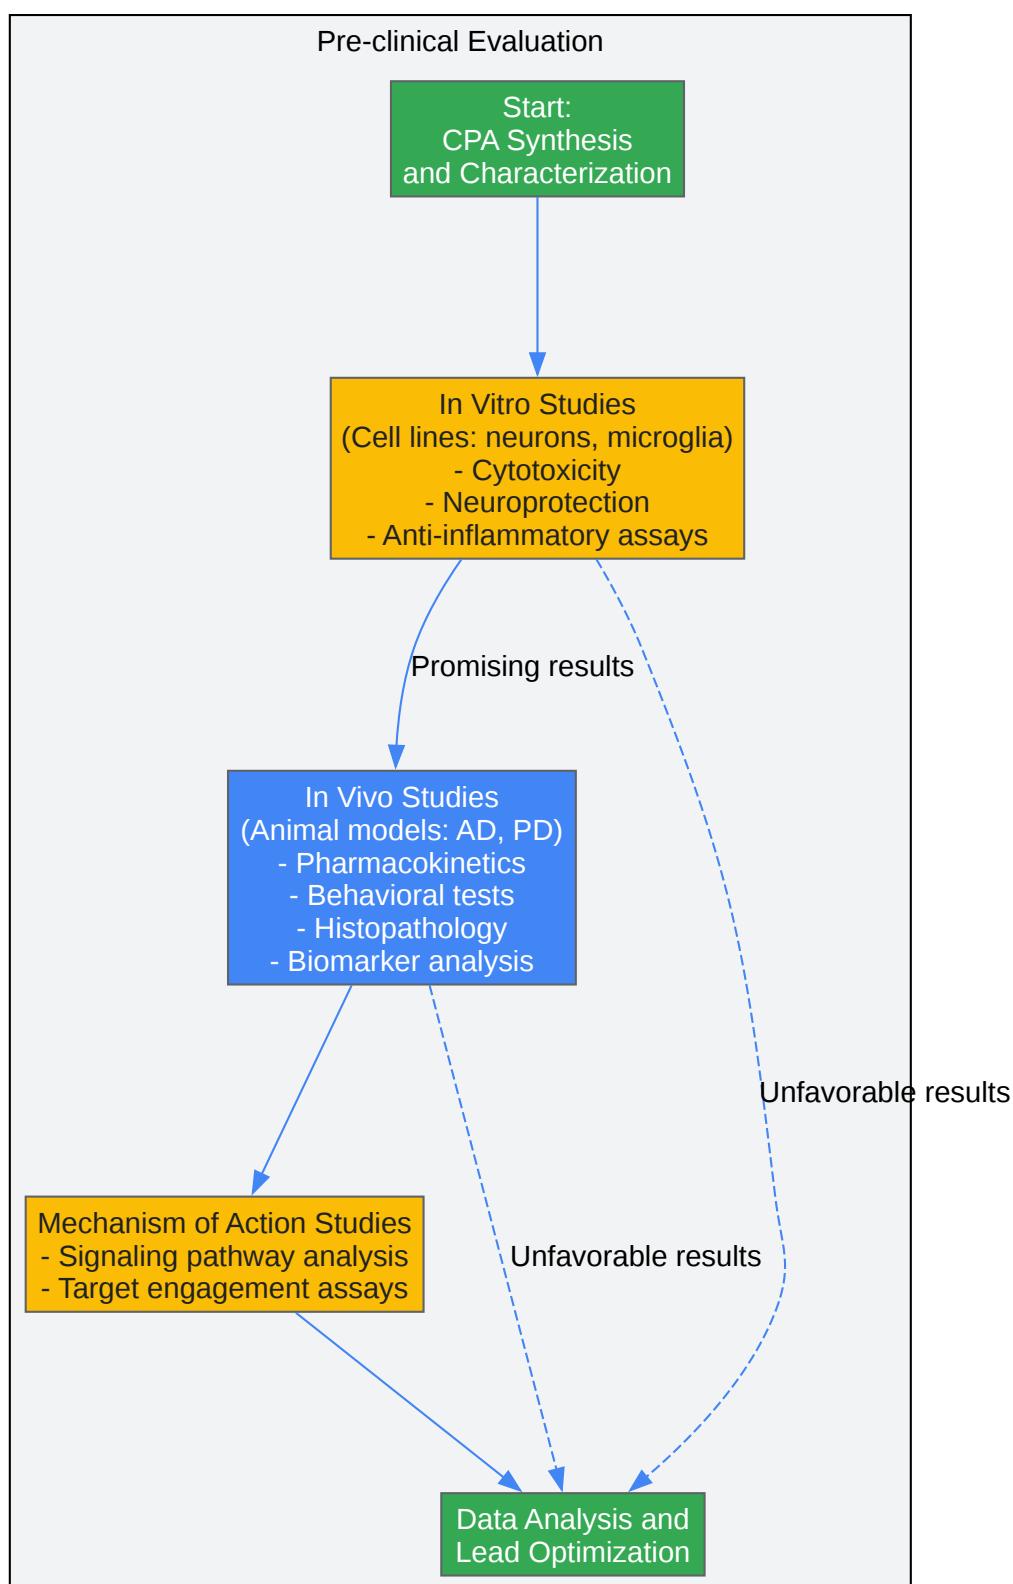 Pre-clinical Evaluation
Start:
CPA Synthesis
and Characterization
In Vitro Studies
(Cell lines: neurons, microglia)
- Cytotoxicity
- Neuroprotection
- Anti-inflammatory assays
Promising results
In Vivo Studies
(Animal models: AD, PD)
- Pharmacokinetics
- Behavioral tests
- Histopathology
- Biomarker analysis
Unfavorable results
Mechanism of Action Studies
- Signaling pathway analysis
- Target engagement assays
Unfavorable results
Data Analysis and
Lead Optimization